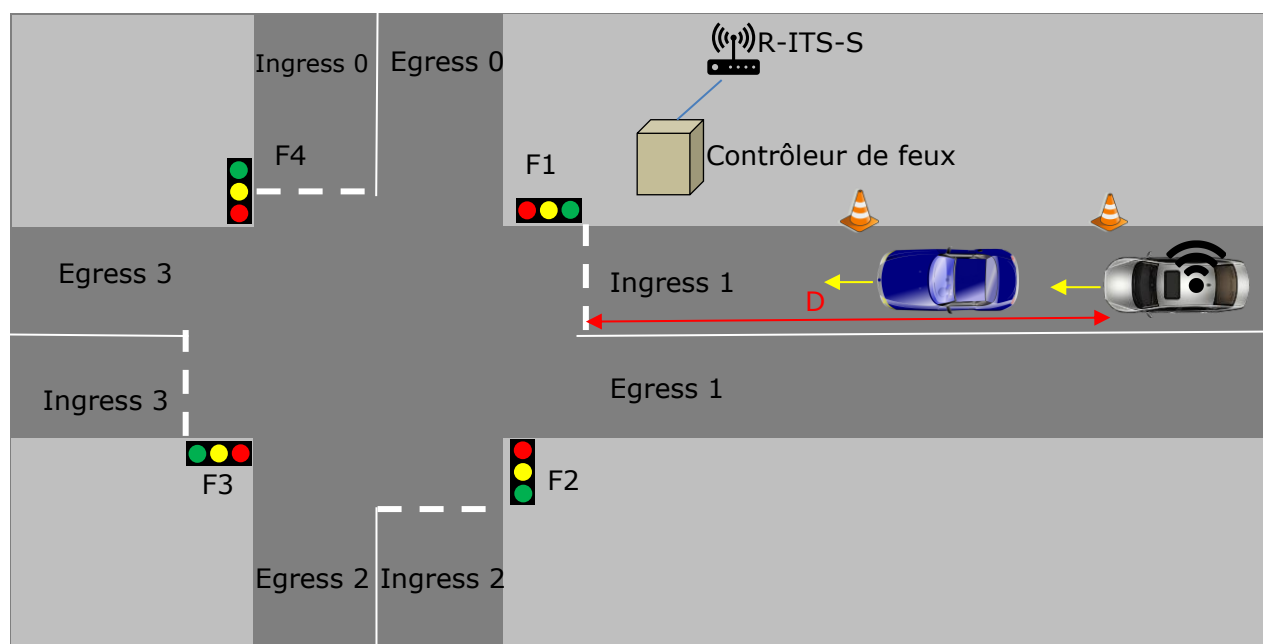 Ingress 0
Egress 0
R-ITS-S
F4
F1
Contrôleur de feux
Egress 3
Ingress 1
D
Ingress 3
Egress 1
F3
F2
Egress 2
Ingress 2